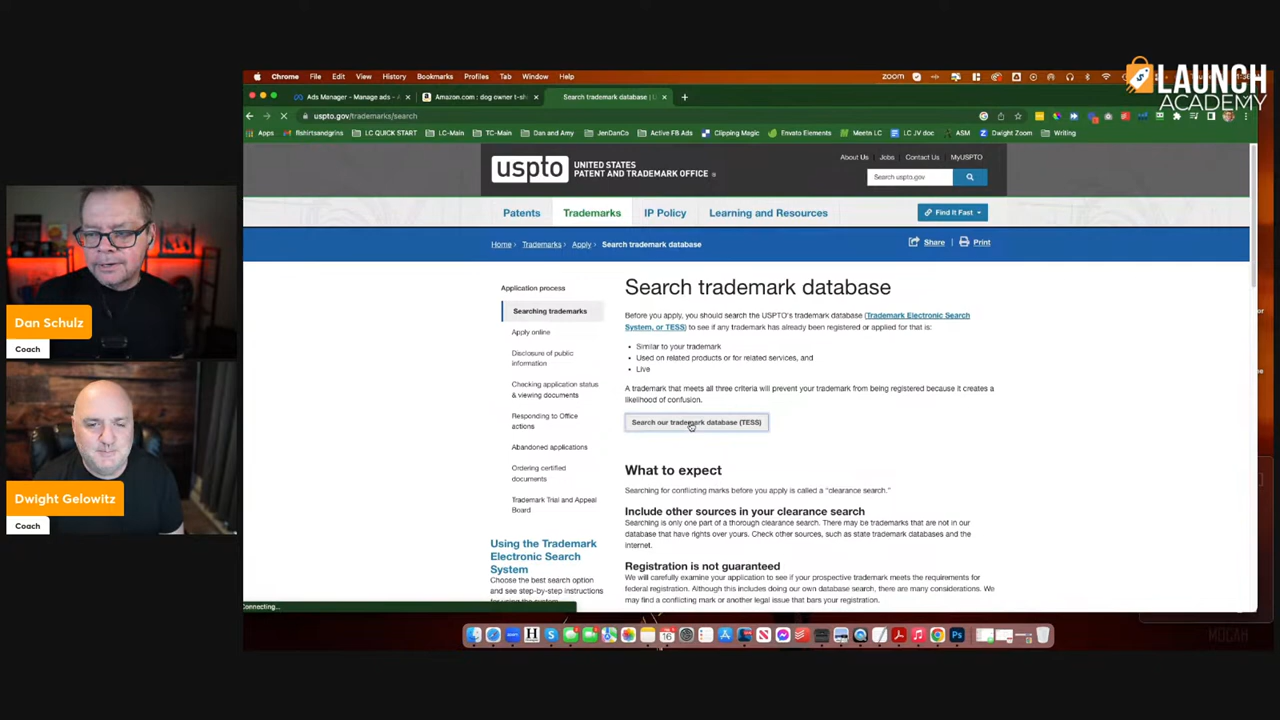 LAUNCH
ACADEMY
Chrome File Edit View History Bookmarks Profiles Tab Window Help
zoom
Ads Manager - Manage ads -
Amazon.com : dog owner t-sh
Search trademark database |
uspto.gov/trademarks/search
Apps
fbshirtsandgrins
LC QUICK START
LC-Main
TC-Main
Dan and Amy
JenDanCo
Active FB Ads
Clipping Magic
Envato Elements
Meetn LC
LC JV doc
ASM
Dwight Zoom
Writing
About Us Jobs Contact Us MyUSPTO
uspto
UNITED STATES
PATENT AND TRADEMARK OFFICE
Search uspto.gov
Patents Trademarks IP Policy Learning and Resources
Find It Fast
Home Trademarks Apply Search trademark database
Share | Print
Application process
Searching trademarks
Apply online
Disclosure of public
information
Checking application status
& viewing documents
Responding to Office
actions
Abandoned applications
Ordering certified
documents
Trademark Trial and Appeal
Board
Using the Trademark
Electronic Search
System
Choose the best search option
and see step-by-step instructions
Search trademark database
Before you apply, you should search the USPTO's trademark database (Trademark Electronic Search
System, or TESS) to see if any trademark has already been registered or applied for that is:
• Similar to your trademark
• Used on related products or for related services, and
• Live
A trademark that meets all three criteria will prevent your trademark from being registered because it creates a
likelihood of confusion.
Search our trademark database (TESS)
What to expect
Searching for conflicting marks before you apply is called a “clearance search.”
Include other sources in your clearance search
Searching is only one part of a thorough clearance search. There may be trademarks that are not in our
database that have rights over yours. Check other sources, such as state trademark databases and the
internet.
Registration is not guaranteed
We will carefully examine your application to see if your prospective trademark meets the requirements for
federal registration. Although this includes doing our own database search, there are many considerations. We
may find a conflicting mark or another legal issue that bars your registration.
Connecting...
Dan Schulz
Coach
Dwight Gelowitz
Coach